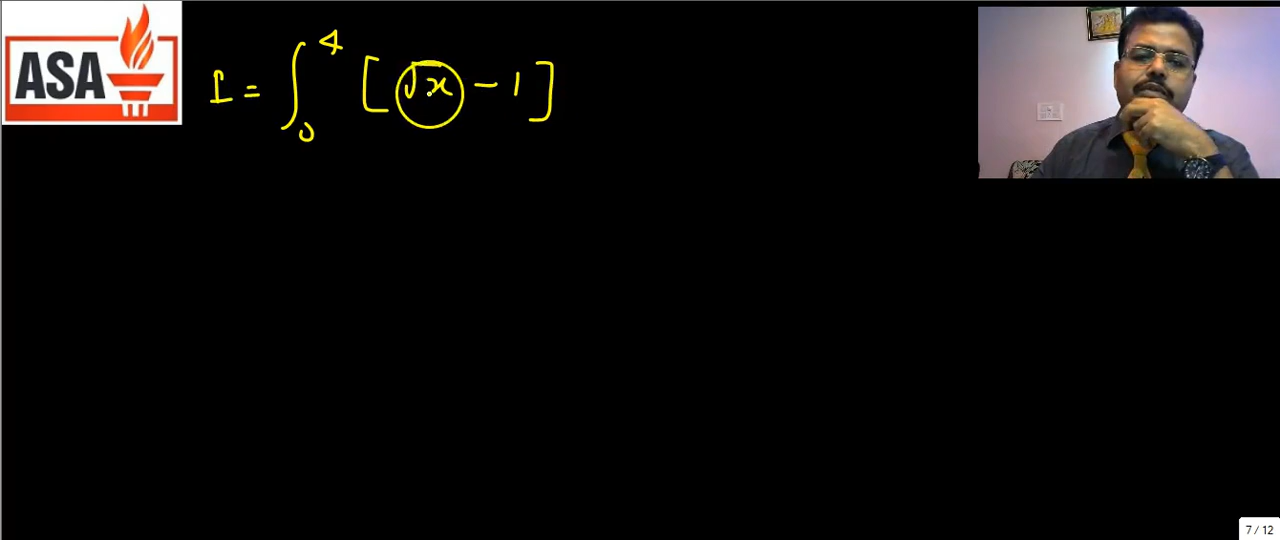 ASA
I = ∫₀⁴ [√x − 1]
7 / 12